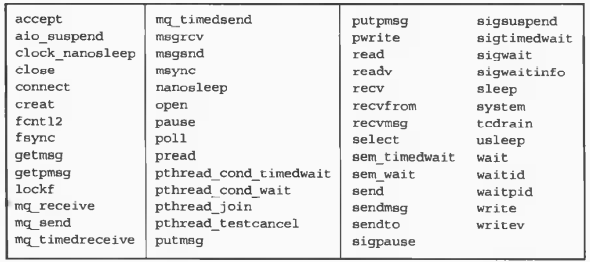 accept
aio_suspend
clock_nanosleep
close
connect
creat
fcntl2
fsync
getmsg
getpmsg
lockf
mq_receive
mq_send
mq_timedreceive
mq_timedsend
msgrcv
msgsnd
msync
nanosleep
open
pause
poll
pread
pthread_cond_timedwait
pthread_cond_wait
pthread_join
pthread_testcancel
putmsg
putpmsg
pwrite
read
readv
recv
recvfrom
recvmsg
select
sem_timedwait
sem_wait
send
sendmsg
sendto
sigpause
sigsuspend
sigtimedwait
sigwait
sigwaitinfo
sleep
system
tcdrain
usleep
wait
waitid
waitpid
write
writev